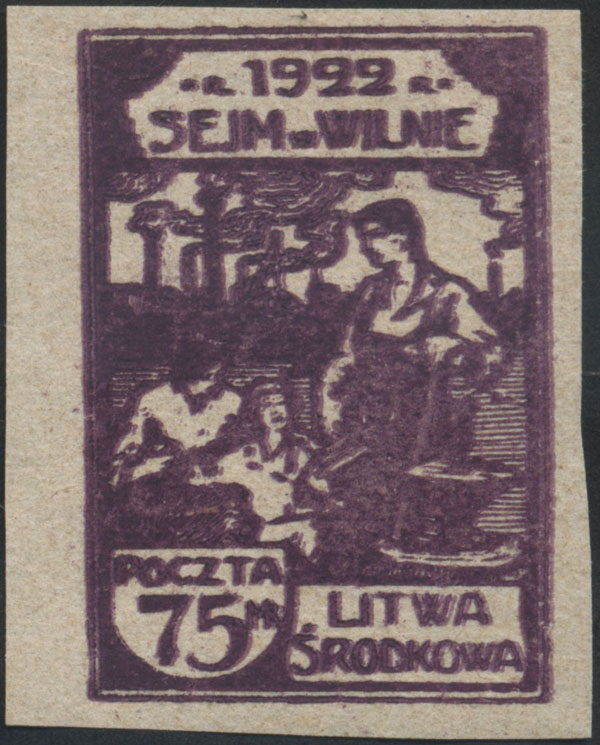 R. 1922 R.
SEJM W WILNIE
POCZTA
75 MK
LITWA
ŚRODKOWA